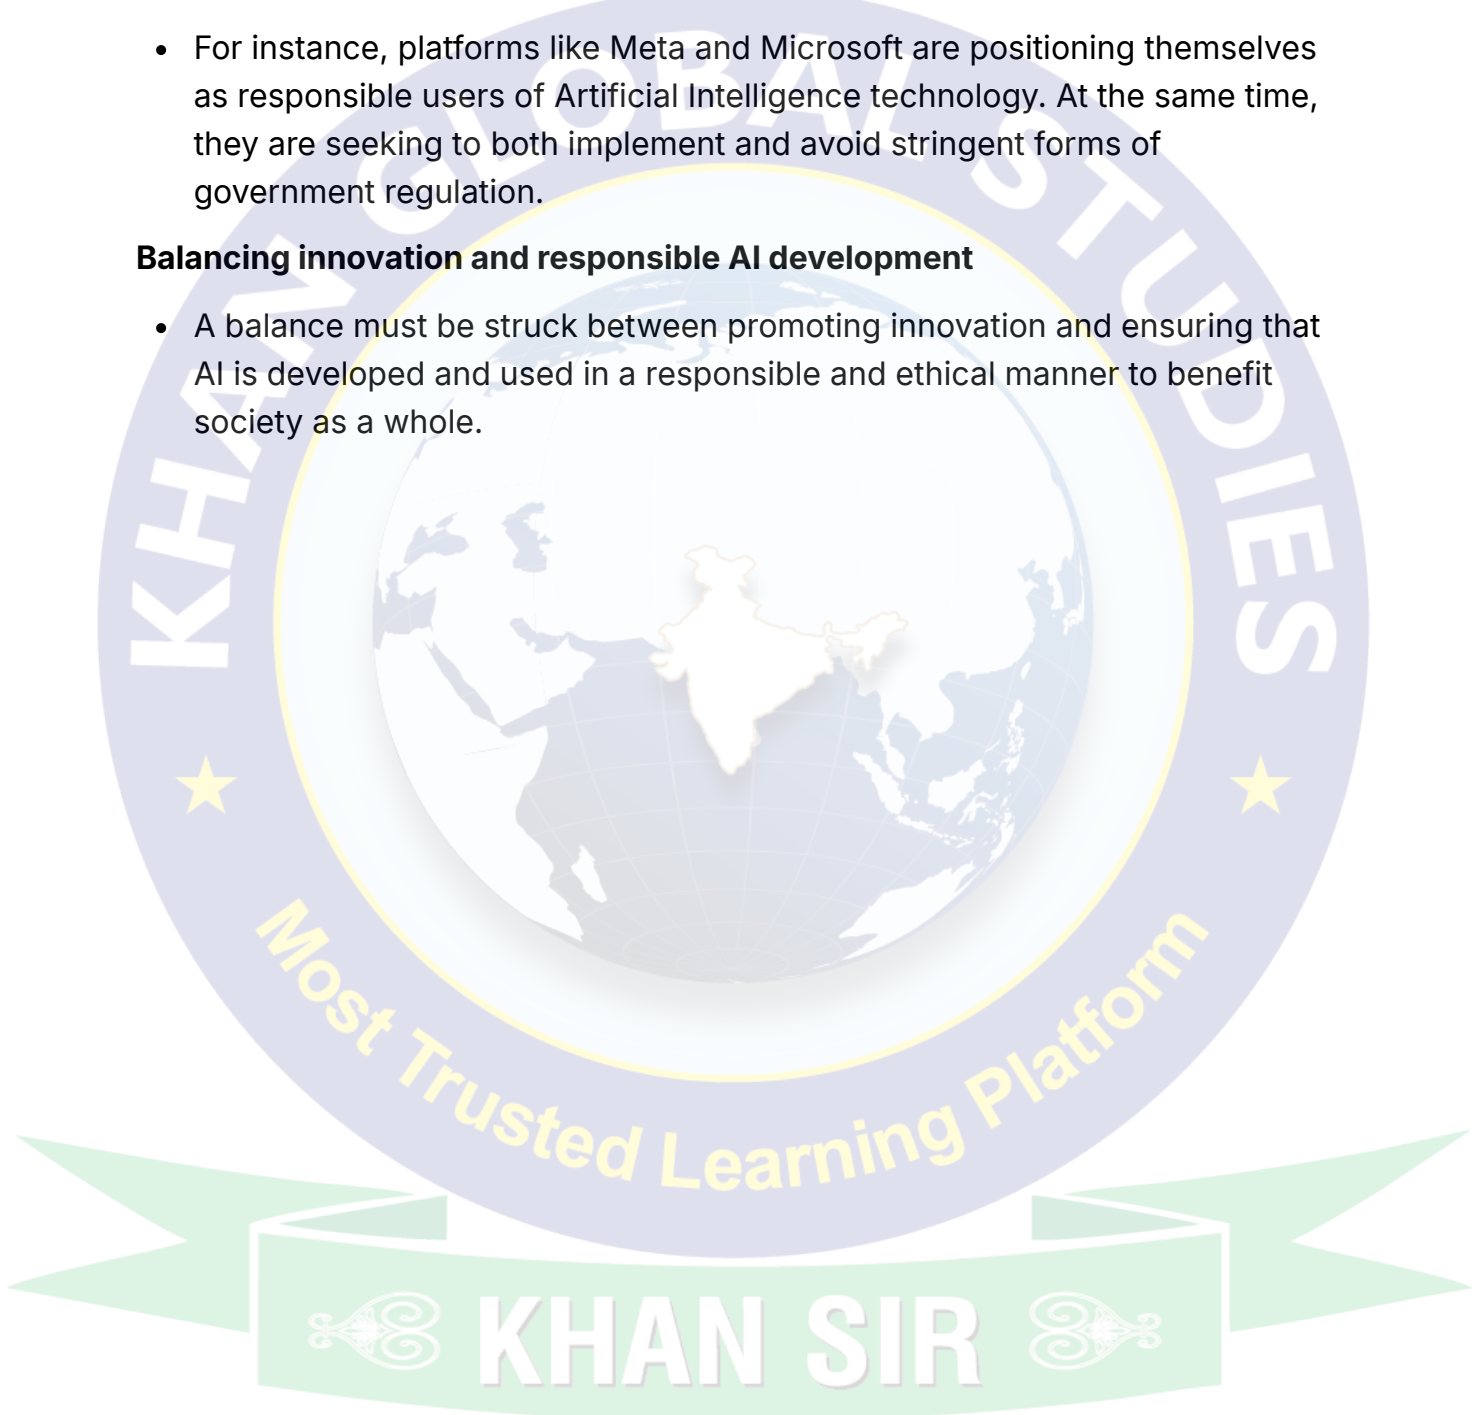 • For instance, platforms like Meta and Microsoft are positioning themselves
as responsible users of Artificial Intelligence technology. At the same time,
they are seeking to both implement and avoid stringent forms of
government regulation.
Balancing innovation and responsible AI development
• A balance must be struck between promoting innovation and ensuring that
AI is developed and used in a responsible and ethical manner to benefit
society as a whole.
KHAN GLOBAL STUDIES
Most Trusted Learning Platform
KHAN SIR